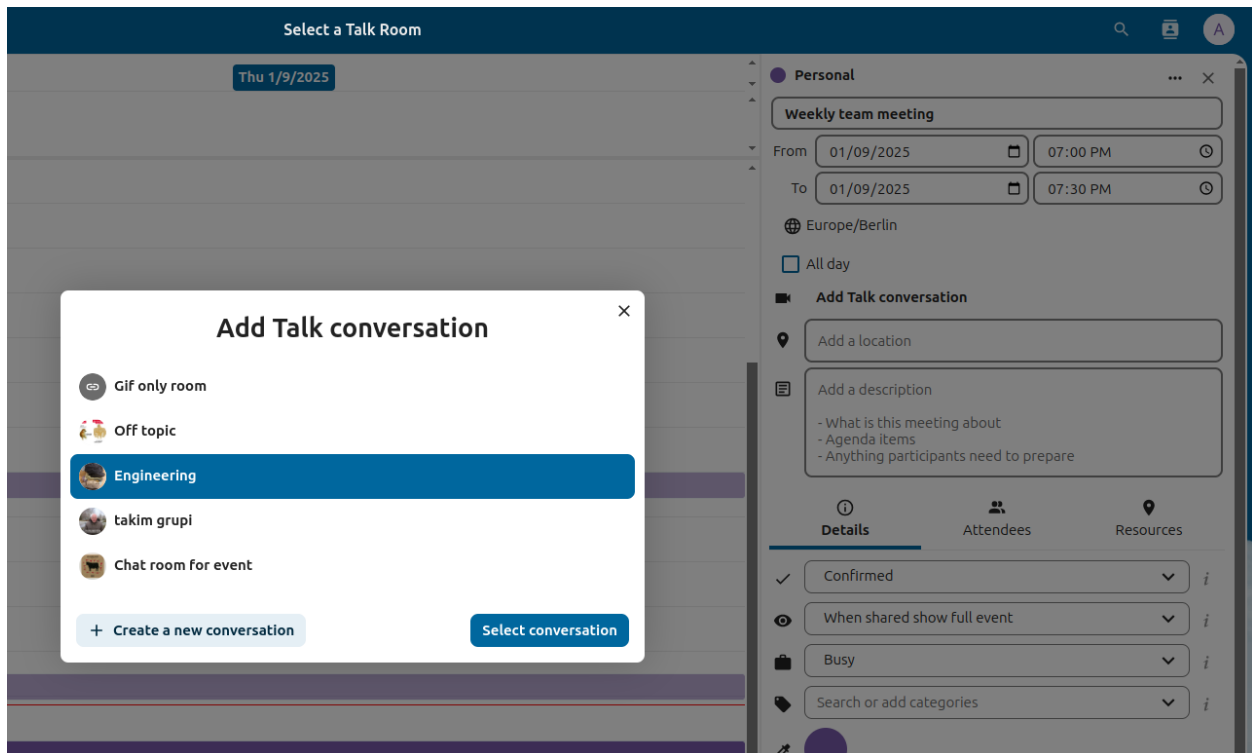 Select a Talk Room
A
Thu 1/9/2025
Personal
Weekly team meeting
From 01/09/2025 07:00 PM
To 01/09/2025 07:30 PM
Europe/Berlin
All day
Add Talk conversation
Add a location
Add a description
- What is this meeting about
- Agenda items
- Anything participants need to prepare
Details Attendees Resources
Confirmed i
When shared show full event i
Busy i
Search or add categories i
Add Talk conversation
Gif only room
Off topic
Engineering
takim grupi
Chat room for event
+ Create a new conversation
Select conversation